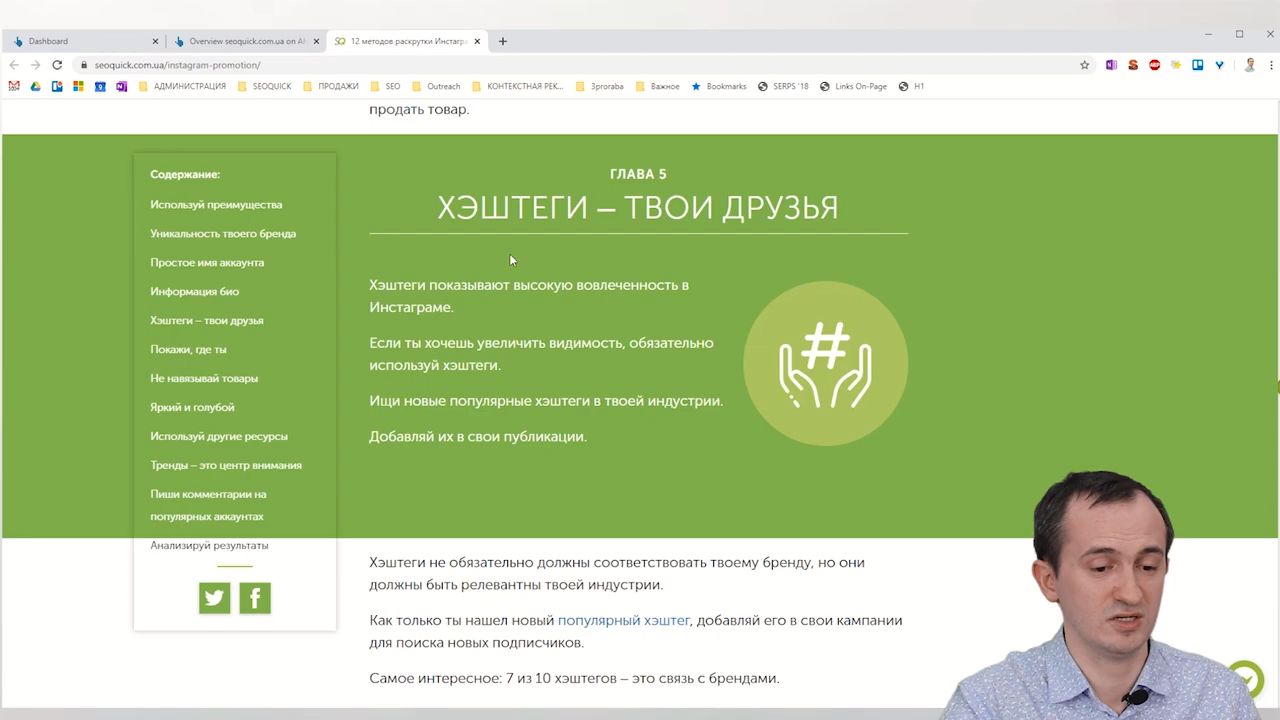 Dashboard
Overview seoquick.com.ua on Ah
SQ
12 методов раскрутки Инстагра
seoquick.com.ua/instagram-promotion/
АДМИНИСТРАЦИЯ
SEOQUICK
ПРОДАЖИ
SEO
Outreach
КОНТЕКСТНАЯ РЕК...
3proraba
Важное
Bookmarks
SERPS '18
Links On-Page
H1
продать товар.
ГЛАВА 5
ХЭШТЕГИ – ТВОИ ДРУЗЬЯ
Содержание:
Используй преимущества
Уникальность твоего бренда
Простое имя аккаунта
Информация био
Хэштеги – твои друзья
Покажи, где ты
Не навязывай товары
Яркий и голубой
Используй другие ресурсы
Тренды – это центр внимания
Пиши комментарии на
популярных аккаунтах
Анализируй результаты
Хэштеги показывают высокую вовлеченность в
Инстаграме.
Если ты хочешь увеличить видимость, обязательно
используй хэштеги.
Ищи новые популярные хэштеги в твоей индустрии.
Добавляй их в свои публикации.
#
Хэштеги не обязательно должны соответствовать твоему бренду, но они
должны быть релевантны твоей индустрии.
Как только ты нашел новый популярный хэштег, добавляй его в свои кампании
для поиска новых подписчиков.
Самое интересное: 7 из 10 хэштегов – это связь с брендами.